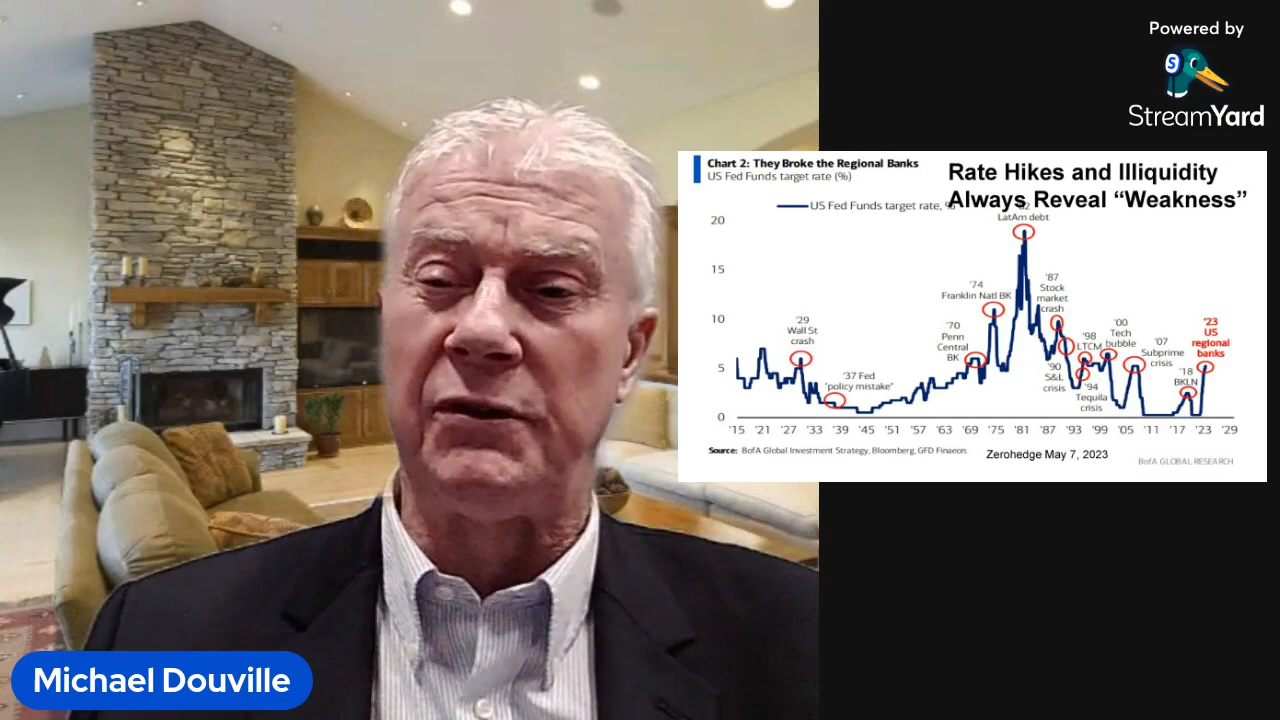 Powered by
S
StreamYard
Chart 2: They Broke the Regional Banks
US Fed Funds target rate (%)
Rate Hikes and Illiquidity
Always Reveal “Weakness”
US Fed Funds target rate,
LatAm debt
20
15
10
5
0
'29
Wall St
crash
'37 Fed
'policy mistake'
'70
Penn
Central
BK
'74
Franklin Natl BK
'87
Stock
market
crash
'90
S&L
crisis
'94
Tequila
crisis
'98
LTCM
'00
Tech
bubble
'07
Subprime
crisis
'18
BKLN
'23
US
regional
banks
'15 '21 '27 '33 '39 '45 '51 '57 '63 '69 '75 '81 '87 '93 '99 '05 '11 '17 '23 '29
Source: BofA Global Investment Strategy, Bloomberg, GFD Finaeon.
Zerohedge May 7, 2023
BofA GLOBAL RESEARCH
Michael Douville